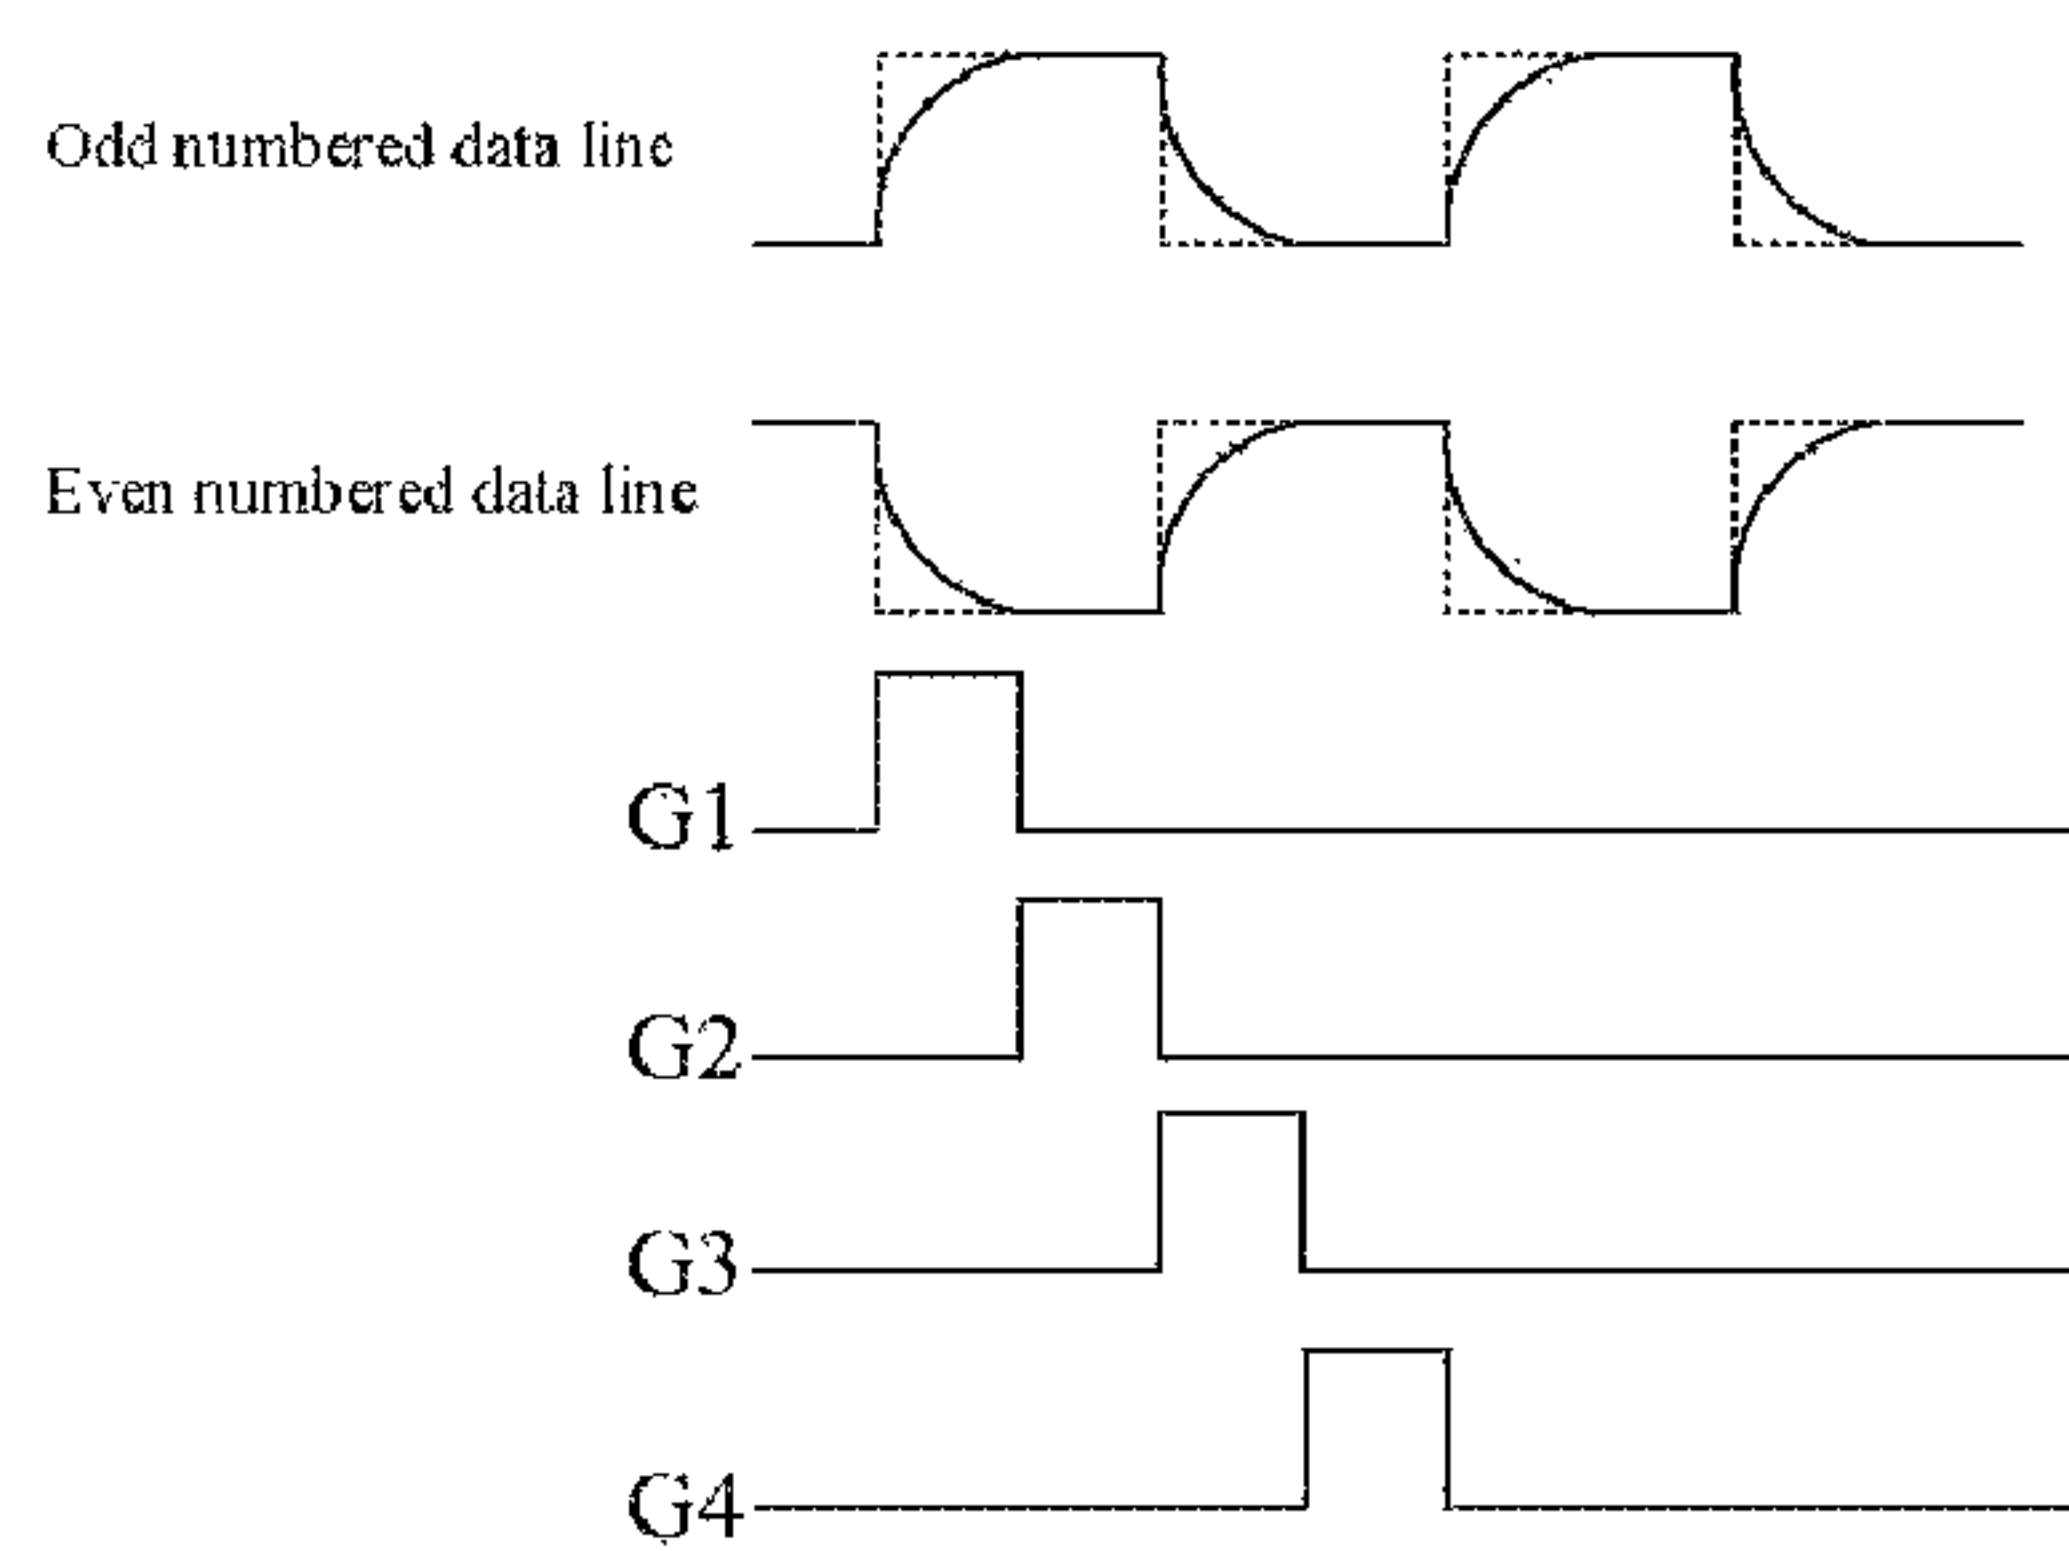 Odd numbered data line
Even numbered data line
G1
G2
G3
G4